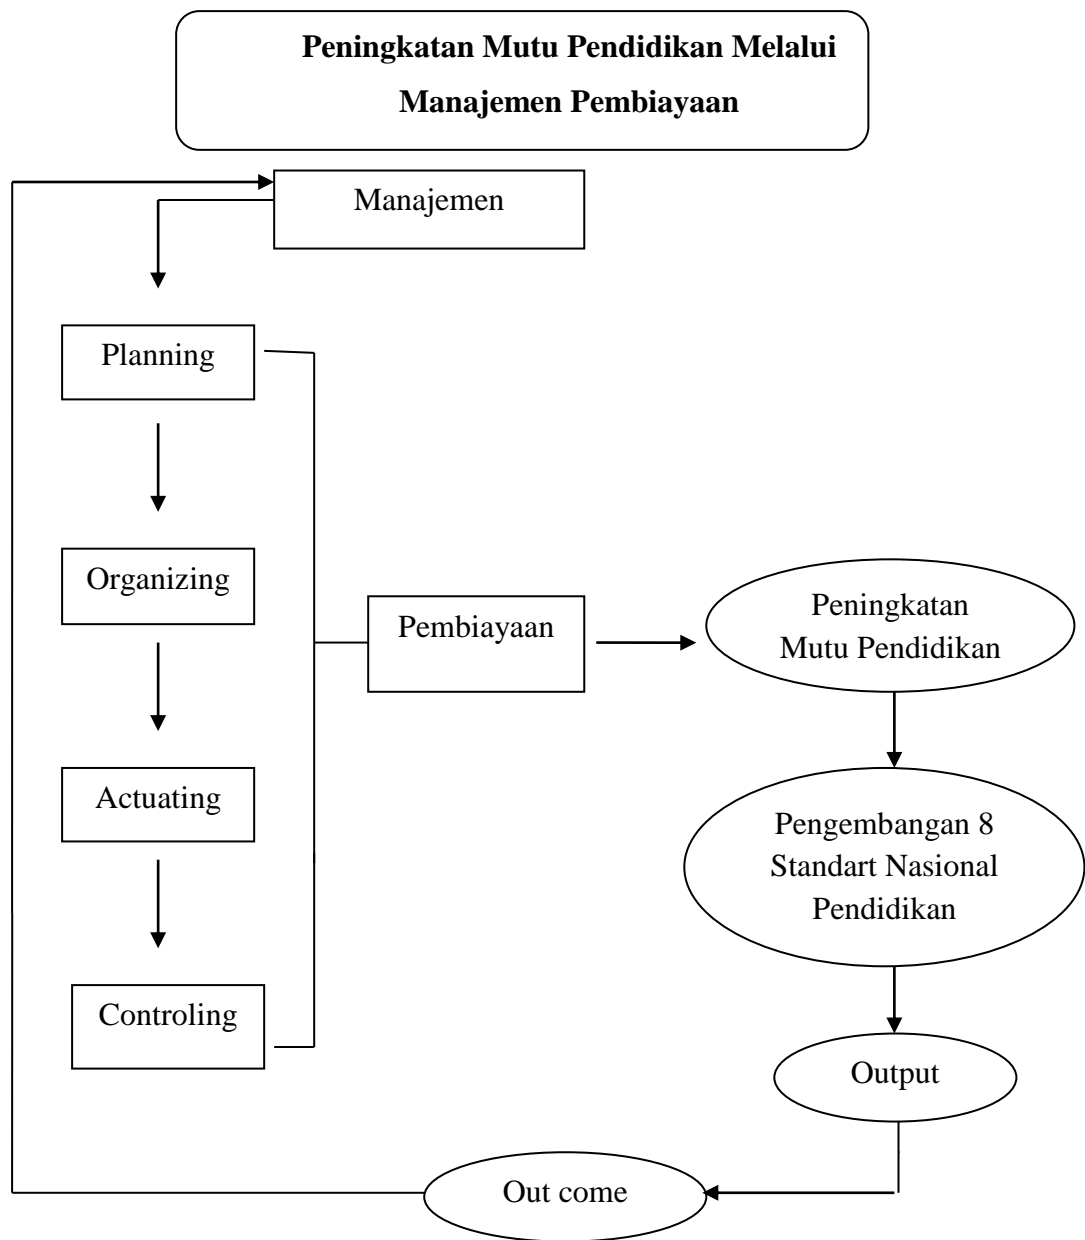 Peningkatan Mutu Pendidikan Melalui
Manajemen Pembiayaan
Manajemen
Planning
Organizing
Actuating
Controling
Pembiayaan
Peningkatan
Mutu Pendidikan
Pengembangan 8
Standart Nasional
Pendidikan
Output
Out come